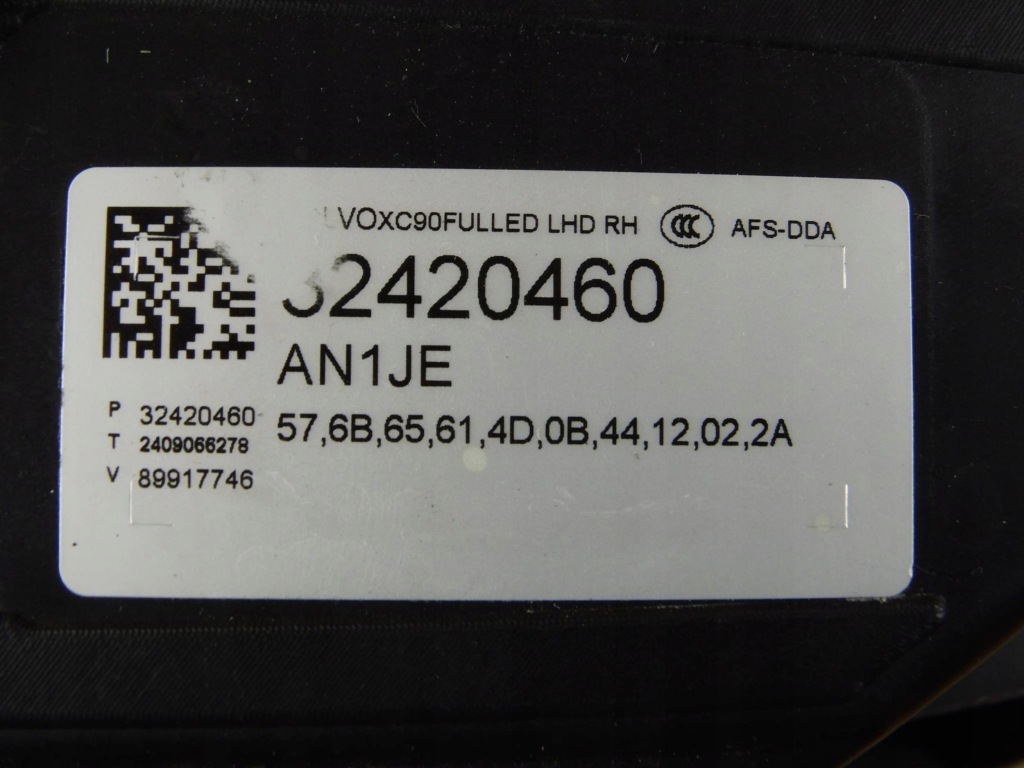 LVOXC90FULLED LHD RH CCC AFS-DDA
32420460
AN1JE
57,6B,65,61,4D,0B,44,12,02,2A
P 32420460
T 2409066278
V 89917746